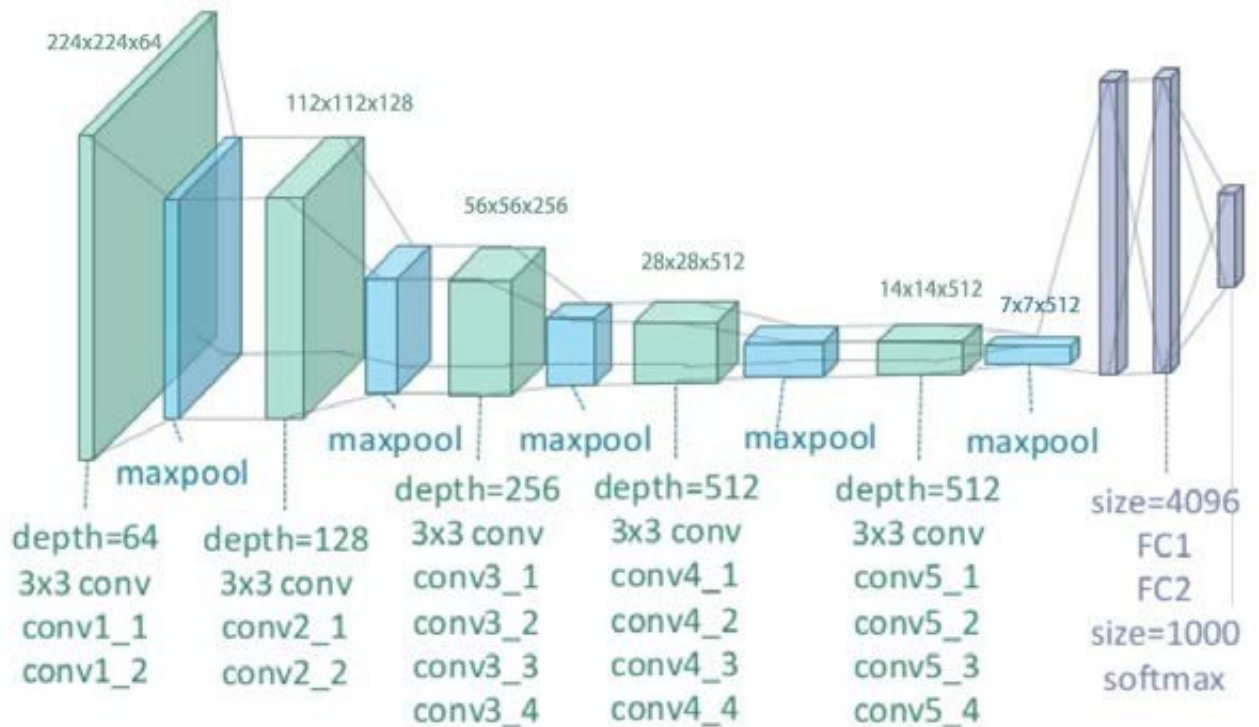 224x224x64
112x112x128
56x56x256
28x28x512
14x14x512
7x7x512
maxpool
maxpool
maxpool
maxpool
maxpool
depth=64
3x3 conv
conv1_1
conv1_2
depth=128
3x3 conv
conv2_1
conv2_2
depth=256
3x3 conv
conv3_1
conv3_2
conv3_3
conv3_4
depth=512
3x3 conv
conv4_1
conv4_2
conv4_3
conv4_4
depth=512
3x3 conv
conv5_1
conv5_2
conv5_3
conv5_4
size=4096
FC1
FC2
size=1000
softmax